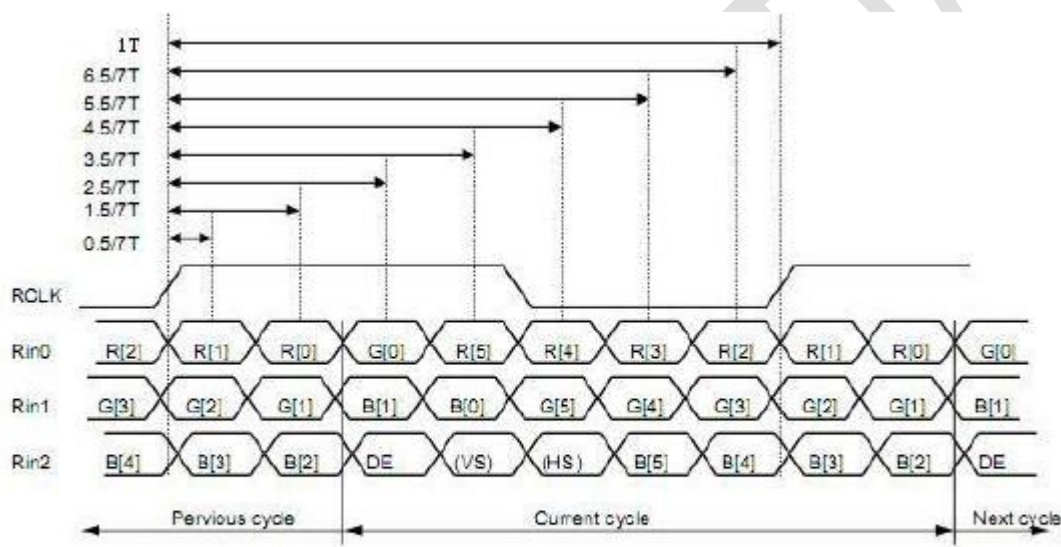 1T
6.5/7T
5.5/7T
4.5/7T
3.5/7T
2.5/7T
1.5/7T
0.5/7T
RCLK
Rin0 R[2] R[1] R[0] G[0] R[5] R[4] R[3] R[2] R[1] R[0] G[0]
Rin1 G[3] G[2] G[1] B[1] B[0] G[5] G[4] G[3] G[2] G[1] B[1]
Rin2 B[4] B[3] B[2] DE (VS) (HS) B[5] B[4] B[3] B[2] DE
Pervious cycle Current cycle Next cycle